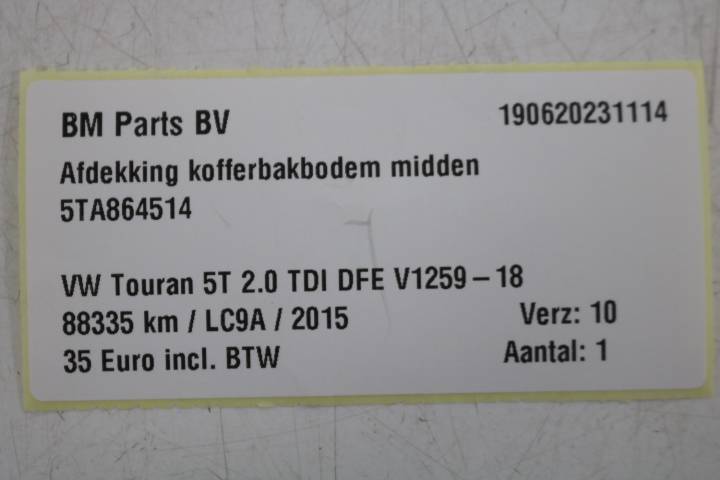 BM Parts BV 190620231114
Afdekking kofferbakbodem midden
5TA864514
VW Touran 5T 2.0 TDI DFE V1259 – 18
88335 km / LC9A / 2015 Verz: 10
35 Euro incl. BTW Aantal: 1